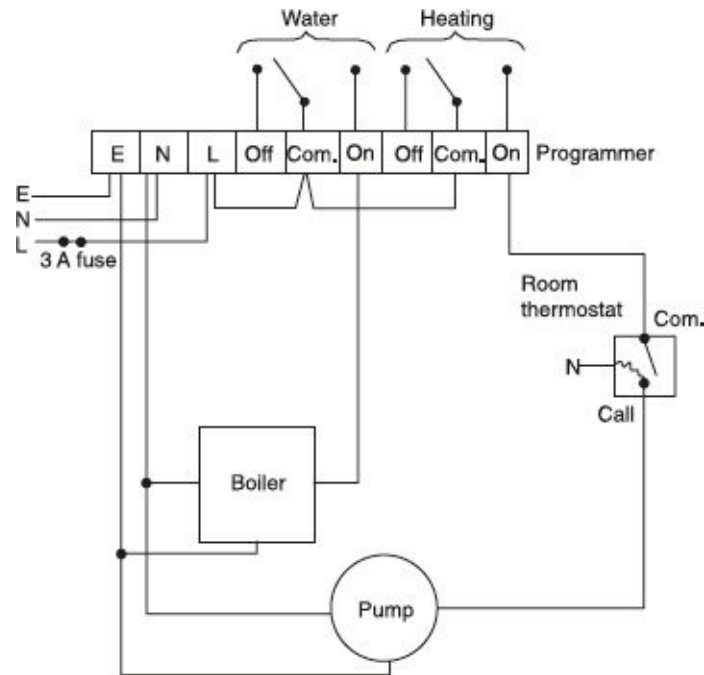 Water Heating
E N L Off Com. On Off Com. On Programmer
E
N
L
3 A fuse
Room
thermostat
Com.
N
Call
Boiler
Pump